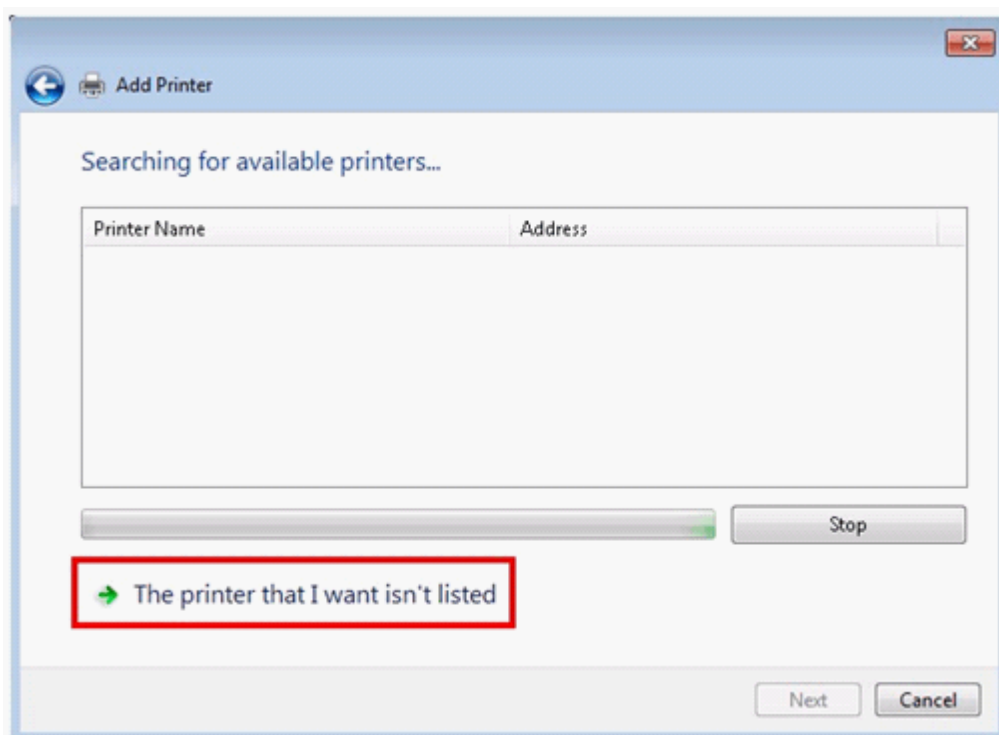 Add Printer
Searching for available printers...
Printer Name Address
Stop
The printer that I want isn't listed
Next Cancel